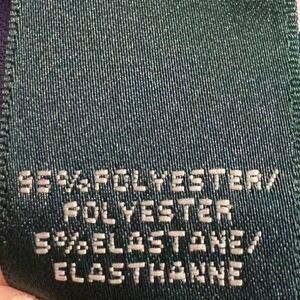 95%POLYESTER/
POLYESTER
5%ELASTANE/
ELASTHANNE